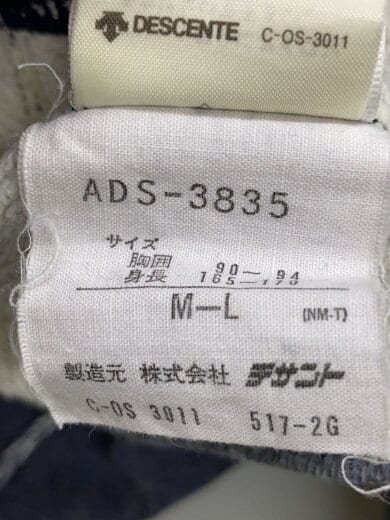 DESCENTE C-OS-3011
ADS-3835
サイズ
胸囲 90—94
身長 165—170
M—L (NM-T)
製造元 株式会社 デサント
C-OS 3011 517-2G